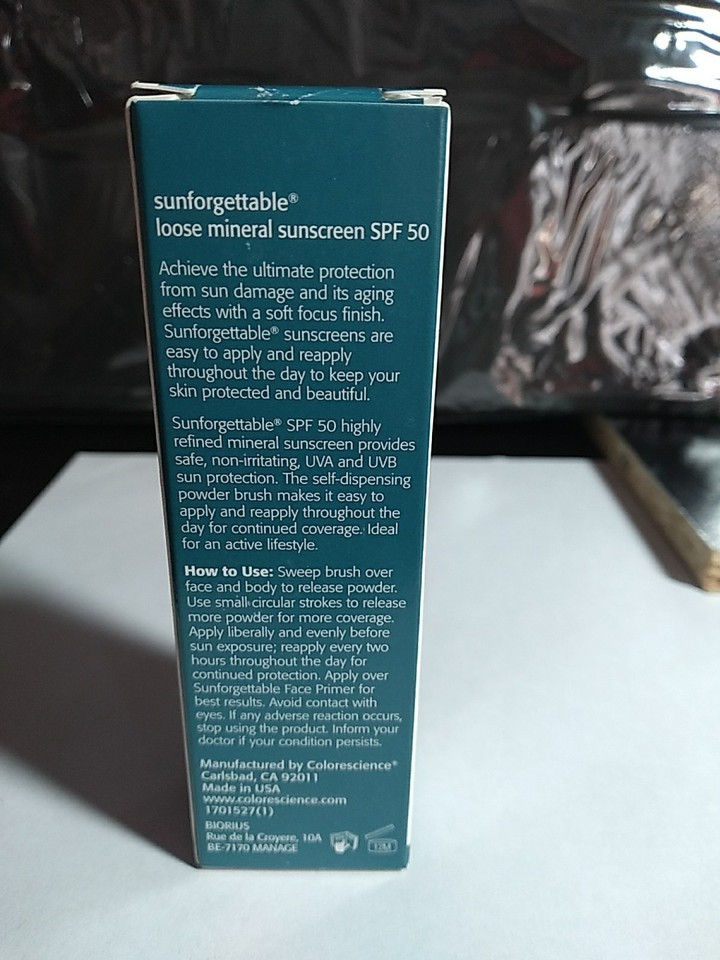 sunforgettable®
loose mineral sunscreen SPF 50
Achieve the ultimate protection
from sun damage and its aging
effects with a soft focus finish.
Sunforgettable® sunscreens are
easy to apply and reapply
throughout the day to keep your
skin protected and beautiful.
Sunforgettable® SPF 50 highly
refined mineral sunscreen provides
safe, non-irritating, UVA and UVB
sun protection. The self-dispensing
powder brush makes it easy to
apply and reapply throughout the
day for continued coverage. Ideal
for an active lifestyle.
How to Use: Sweep brush over
face and body to release powder.
Use small circular strokes to release
more powder for more coverage.
Apply liberally and evenly before
sun exposure; reapply every two
hours throughout the day for
continued protection. Apply over
Sunforgettable Face Primer for
best results. Avoid contact with
eyes. If any adverse reaction occurs,
stop using the product. Inform your
doctor if your condition persists.
Manufactured by Colorescience®
Carlsbad, CA 92011
Made in USA
www.colorescience.com
1701527(1)
BIORIUS
Rue de la Croyere, 10A
BE-7170 MANAGE
12M